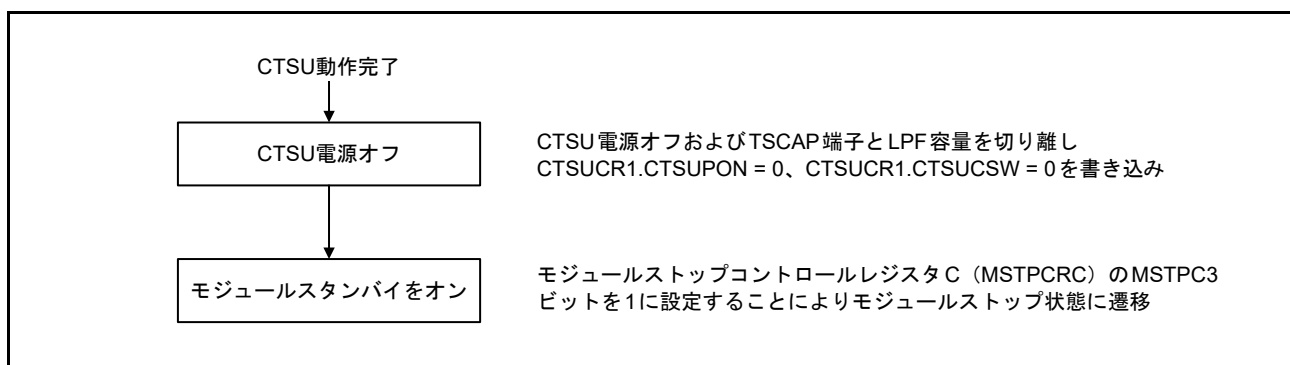 CTSU動作完了
CTSU電源オフ
CTSU電源オフおよびTSCAP端子とLPF容量を切り離し
CTSUCR1.CTSUPON = 0、CTSUCR1.CTSUCSW = 0を書き込み
モジュールスタンバイをオン
モジュールストップコントロールレジスタC（MSTPCRC）のMSTPC3
ビットを1に設定することによりモジュールストップ状態に遷移